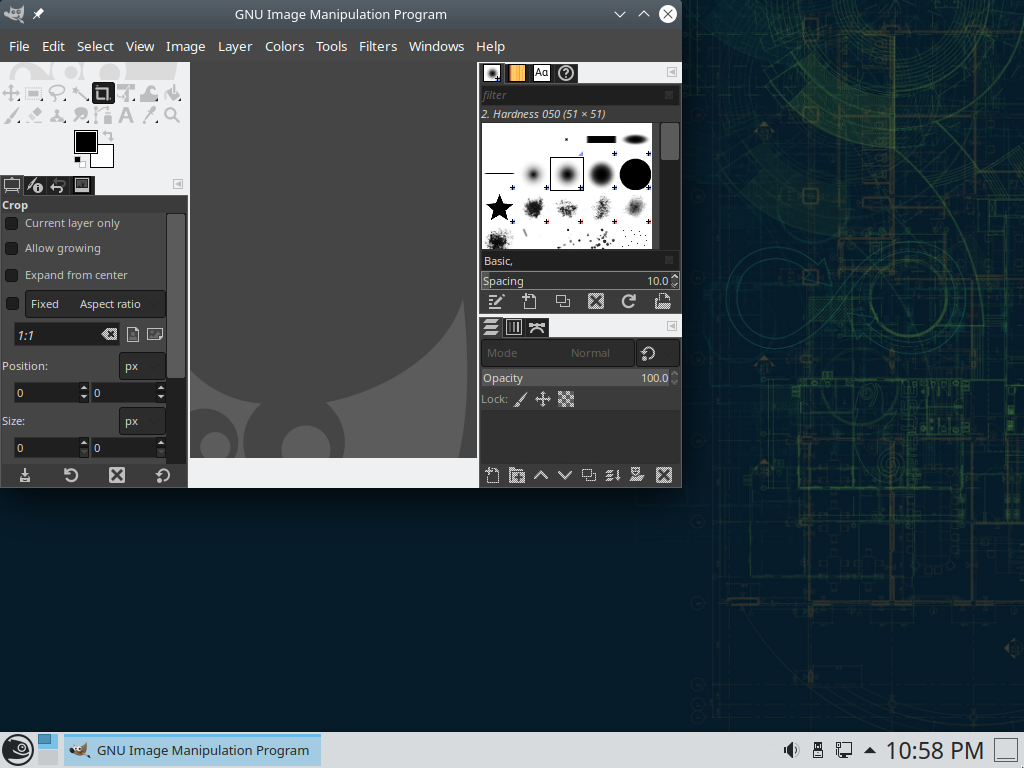 GNU Image Manipulation Program
File Edit Select View Image Layer Colors Tools Filters Windows Help
Aa
filter
2. Hardness 050 (51 × 51)
Crop
Current layer only
Allow growing
Expand from center
Fixed Aspect ratio
1:1
Position: px
0 0
Size: px
0 0
Basic,
Spacing 10.0
Mode Normal
Opacity 100.0
Lock:
GNU Image Manipulation Program
10:58 PM